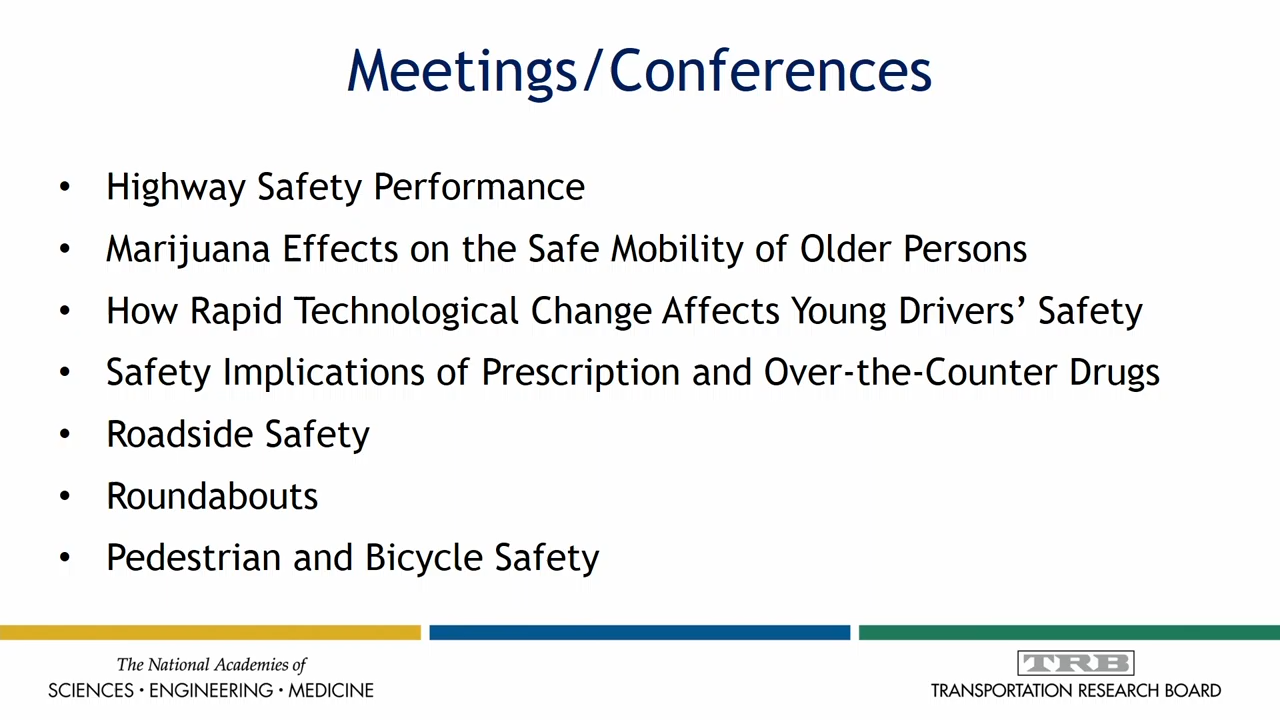 Meetings/Conferences
• Highway Safety Performance
• Marijuana Effects on the Safe Mobility of Older Persons
• How Rapid Technological Change Affects Young Drivers’ Safety
• Safety Implications of Prescription and Over-the-Counter Drugs
• Roadside Safety
• Roundabouts
• Pedestrian and Bicycle Safety
The National Academies of
SCIENCES · ENGINEERING · MEDICINE
TRB
TRANSPORTATION RESEARCH BOARD